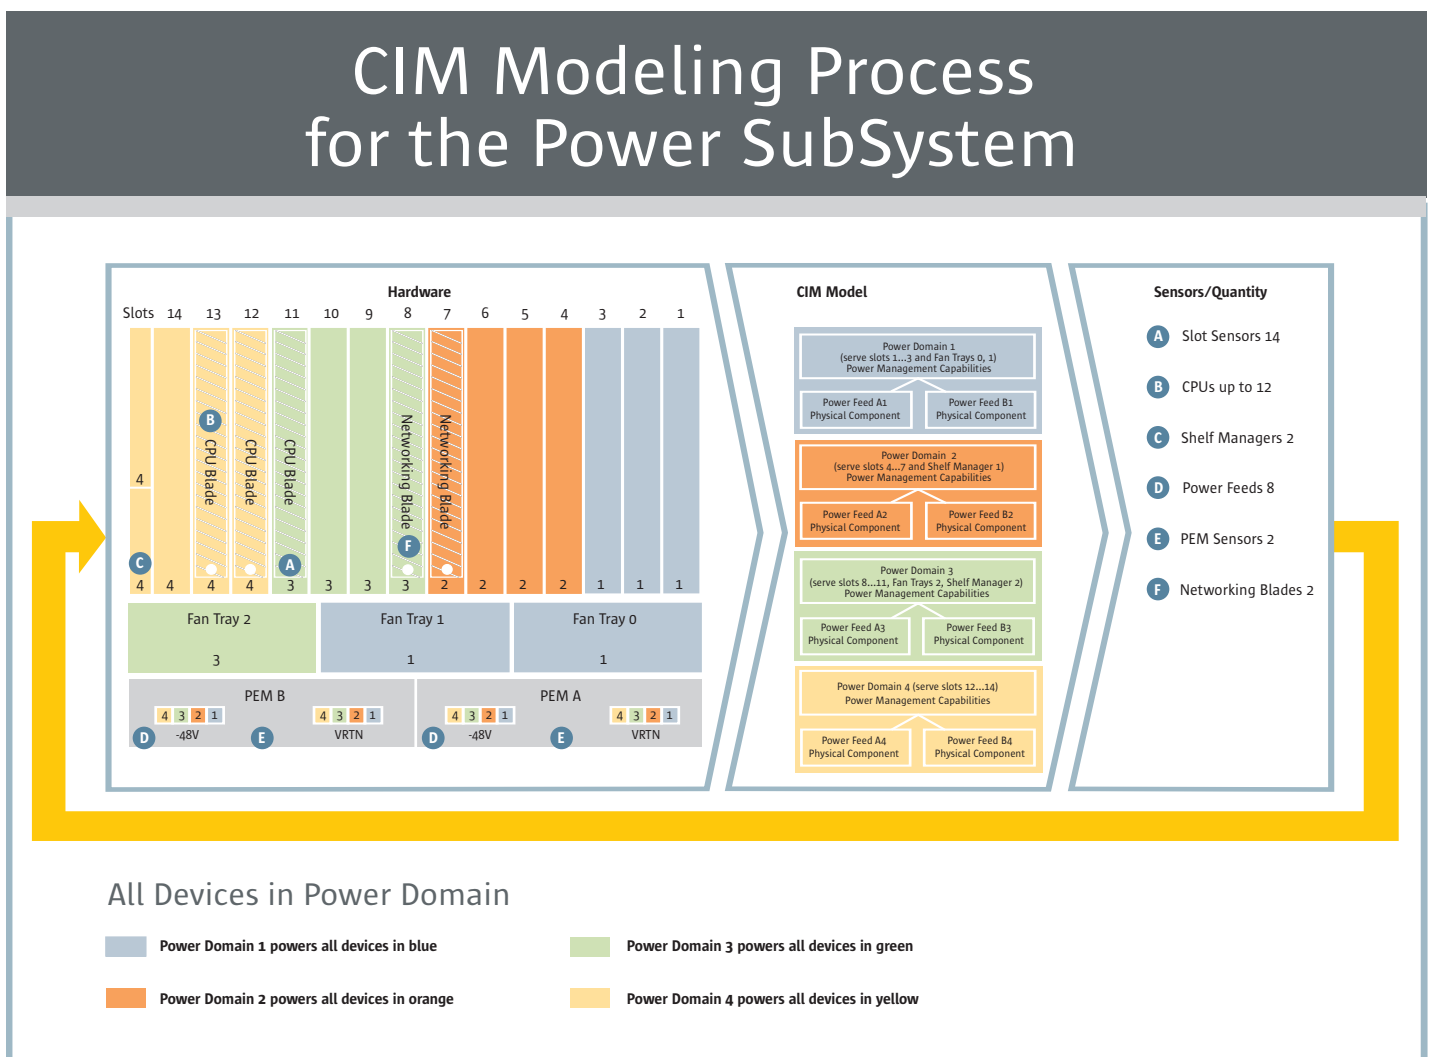 CIM Modeling Process
for the Power SubSystem
Hardware
Slots 14 13 12 11 10 9 8 7 6 5 4 3 2 1
4
B
CPU Blade
CPU Blade
CPU Blade
Networking Blade
Networking Blade
C
A
F
4 4 4 4 3 3 3 3 2 2 2 2 1 1 1
Fan Tray 2
3
Fan Tray 1
1
Fan Tray 0
1
PEM B
4 3 2 1
4 3 2 1
D
-48V
E
VRTN
PEM A
4 3 2 1
4 3 2 1
D
-48V
E
VRTN
CIM Model
Power Domain 1
(serve slots 1...3 and Fan Trays 0, 1)
Power Management Capabilities
Power Feed A1
Physical Component
Power Feed B1
Physical Component
Power Domain 2
(serve slots 4...7 and Shelf Manager 1)
Power Management Capabilities
Power Feed A2
Physical Component
Power Feed B2
Physical Component
Power Domain 3
(serve slots 8...11, Fan Trays 2, Shelf Manager 2)
Power Management Capabilities
Power Feed A3
Physical Component
Power Feed B3
Physical Component
Power Domain 4 (serve slots 12...14)
Power Management Capabilities
Power Feed A4
Physical Component
Power Feed B4
Physical Component
Sensors/Quantity
A Slot Sensors 14
B CPUs up to 12
C Shelf Managers 2
D Power Feeds 8
E PEM Sensors 2
F Networking Blades 2
All Devices in Power Domain
Power Domain 1 powers all devices in blue
Power Domain 2 powers all devices in orange
Power Domain 3 powers all devices in green
Power Domain 4 powers all devices in yellow